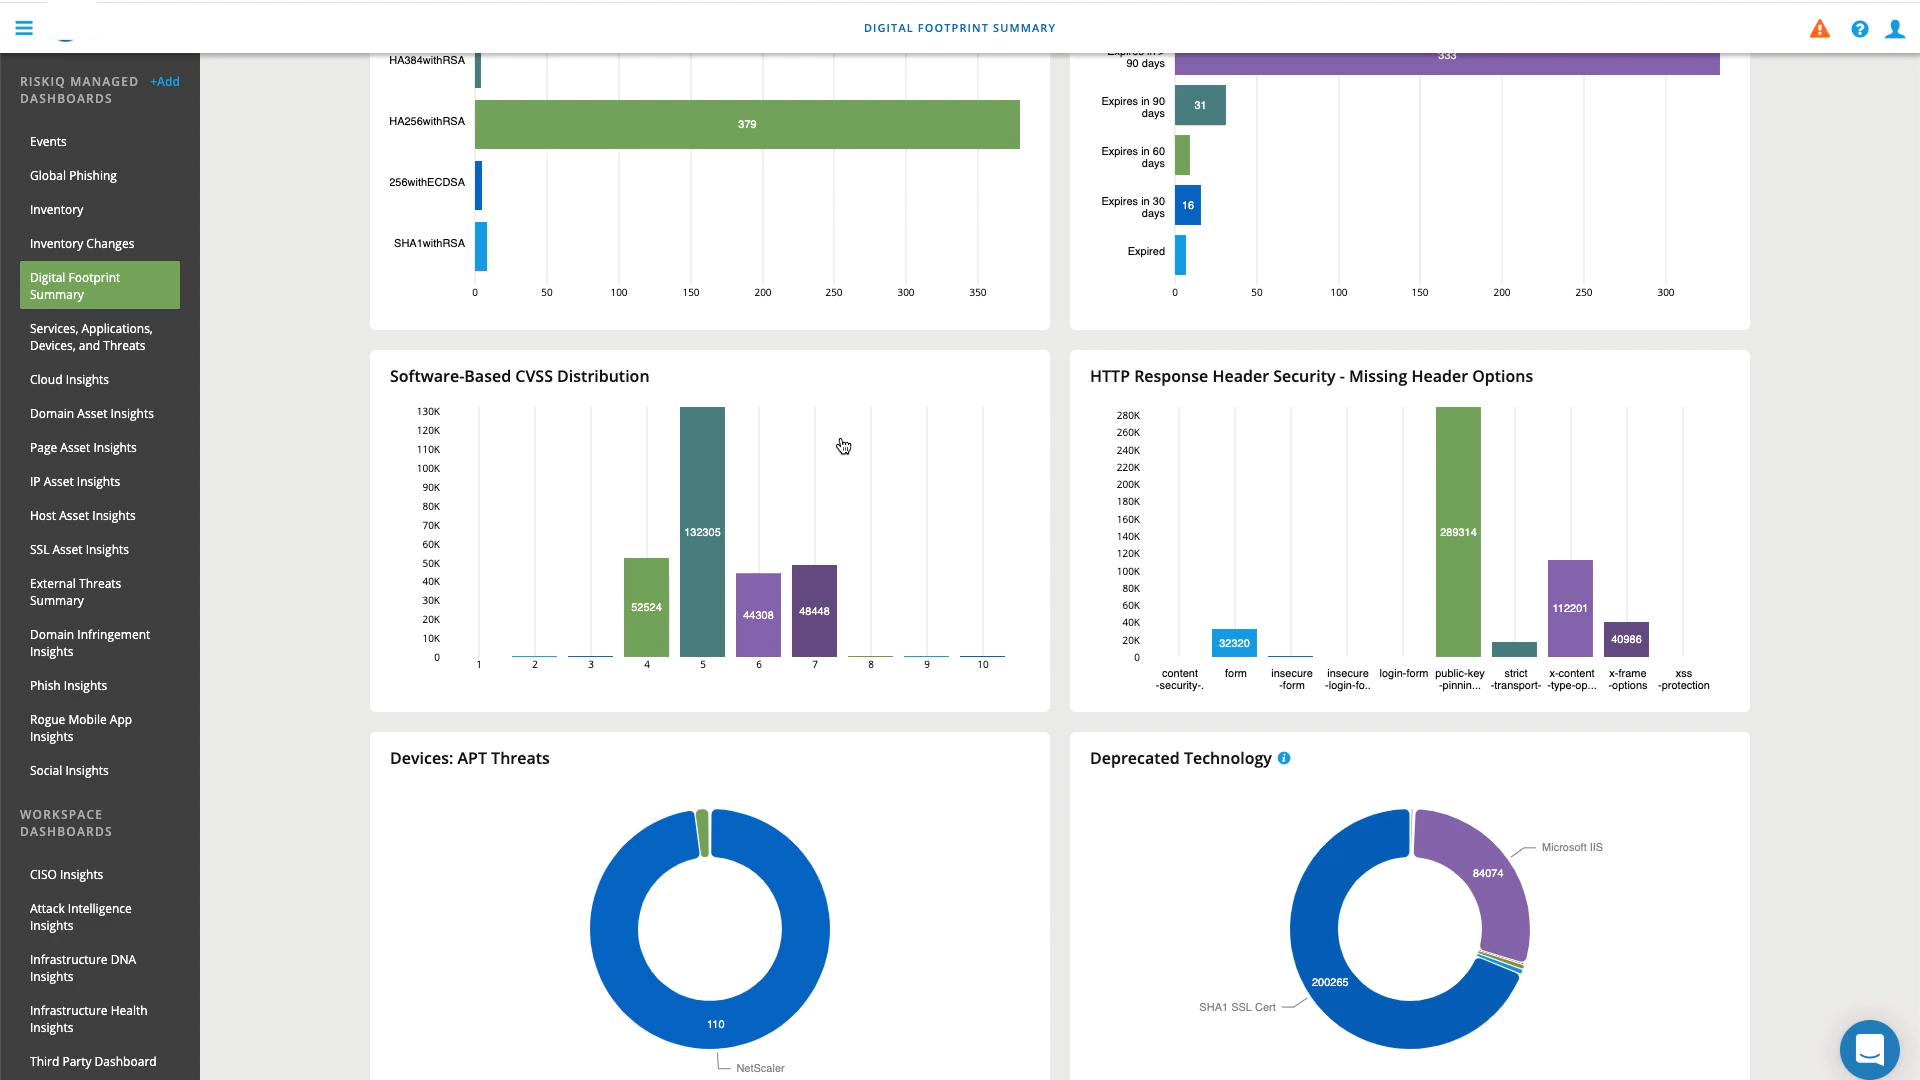 DIGITAL FOOTPRINT SUMMARY
RISKIQ MANAGED
DASHBOARDS
+Add
Events
Global Phishing
Inventory
Inventory Changes
Digital Footprint
Summary
Services, Applications,
Devices, and Threats
Cloud Insights
Domain Asset Insights
Page Asset Insights
IP Asset Insights
Host Asset Insights
SSL Asset Insights
External Threats
Summary
Domain Infringement
Insights
Phish Insights
Rogue Mobile App
Insights
Social Insights
WORKSPACE
DASHBOARDS
CISO Insights
Attack Intelligence
Insights
Infrastructure DNA
Insights
Infrastructure Health
Insights
Third Party Dashboard
HA384withRSA
HA256withRSA
379
256withECDSA
SHA1withRSA
0 50 100 150 200 250 300 350
90 days
333
Expires in 90
days
31
Expires in 60
days
Expires in 30
days
16
Expired
0 50 100 150 200 250 300
Software-Based CVSS Distribution
130K
120K
110K
100K
90K
80K
70K
60K
50K
40K
30K
20K
10K
0
52524
132305
44308
48448
1 2 3 4 5 6 7 8 9 10
HTTP Response Header Security - Missing Header Options
280K
260K
240K
220K
200K
180K
160K
140K
120K
100K
80K
60K
40K
20K
0
32320
289314
112201
40986
content
-security-.
form
insecure
-form
insecure
-login-fo..
login-form
public-key
-pinnin...
strict
-transport-
x-content
-type-op...
x-frame
-options
xss
-protection
Devices: APT Threats
110
NetScaler
Deprecated Technology
Microsoft IIS
84074
200265
SHA1 SSL Cert